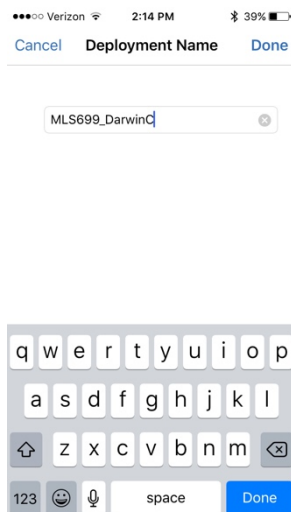 Verizon 2:14 PM 39%
Cancel Deployment Name Done
MLS699_DarwinC
q w e r t y u i o p
a s d f g h j k l
z x c v b n m
123 space Done